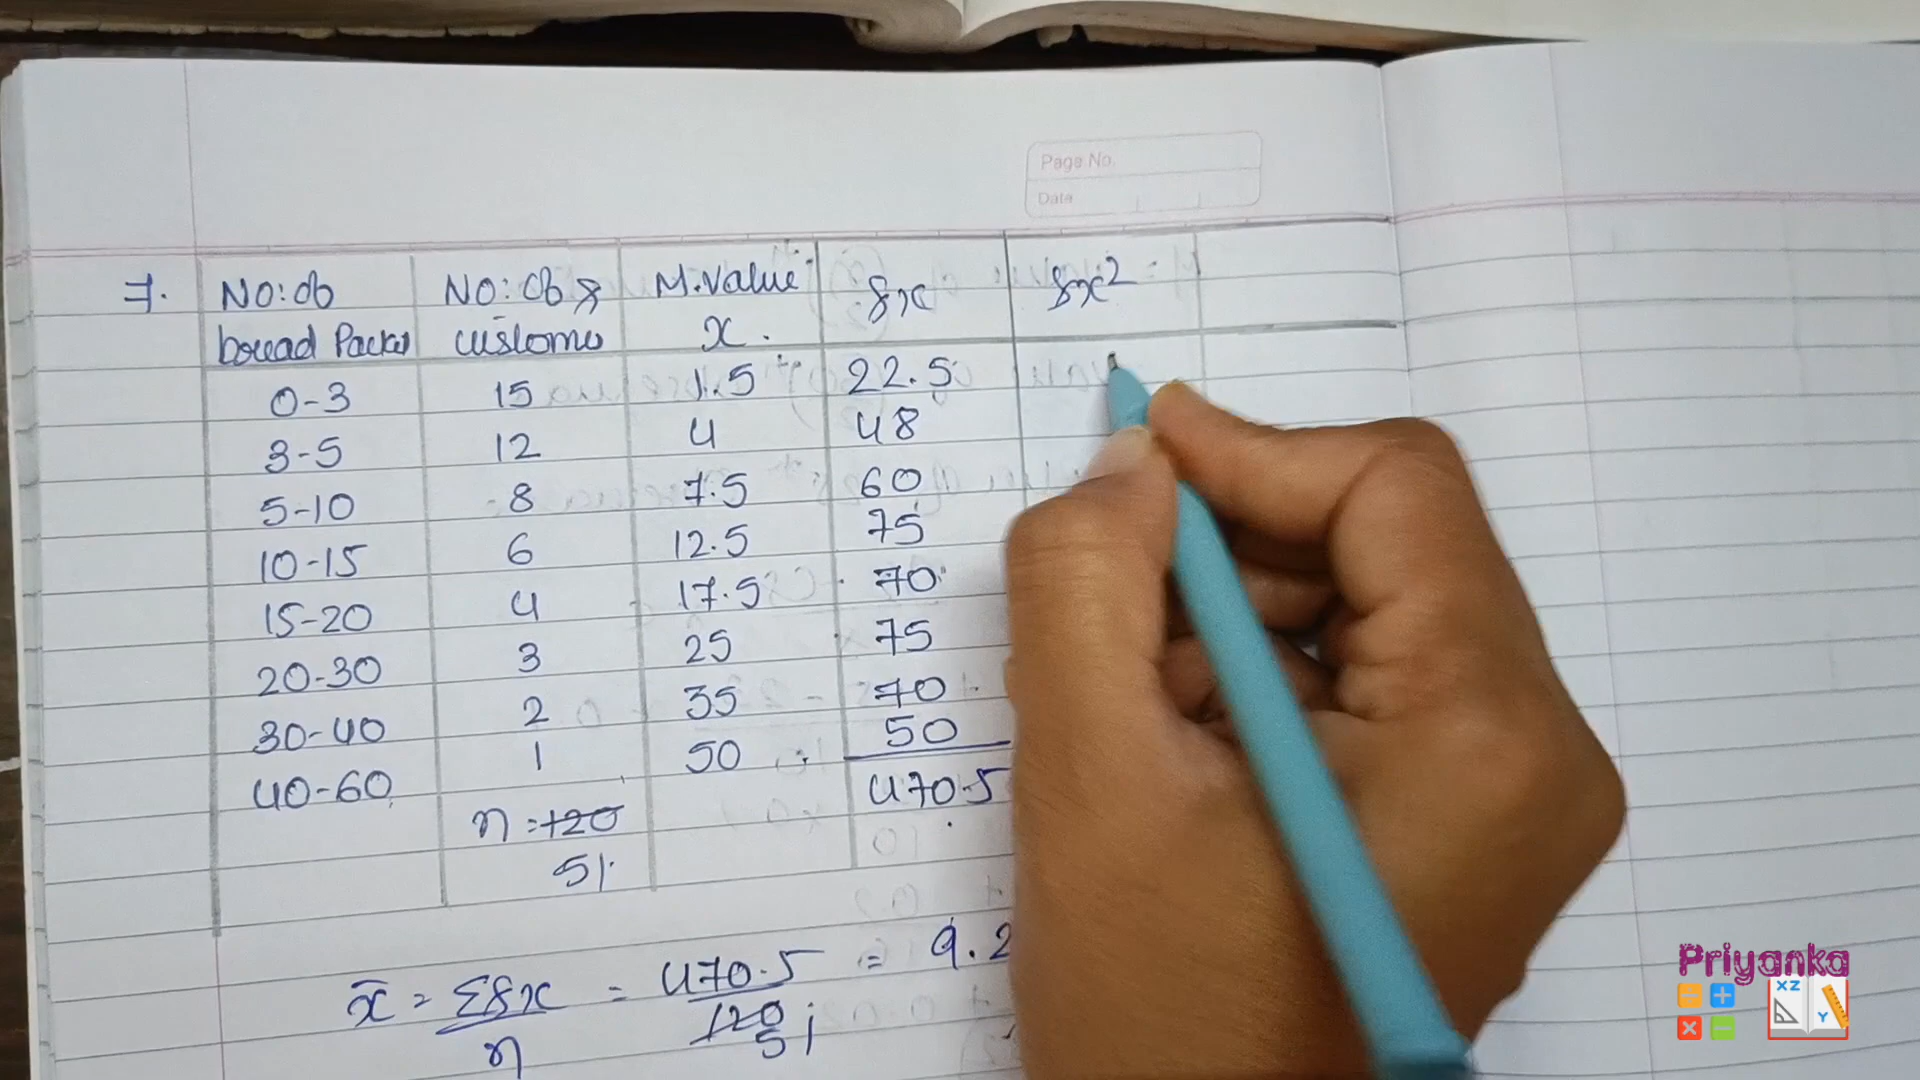 Page No.
Date
7.
NO: of bread Packs
NO: of customers
M.value x.
fx
fx²
0-3 15 1.5 22.5
3-5 12 4 48
5-10 8 7.5 60
10-15 6 12.5 75
15-20 4 17.5 70
20-30 3 25 75
30-40 2 35 70
40-60 1 50 50
n = 120 470.5
51
x̄ = Σfx = 470.5 = 9.2
n 120
51
Priyanka
XZ
Y